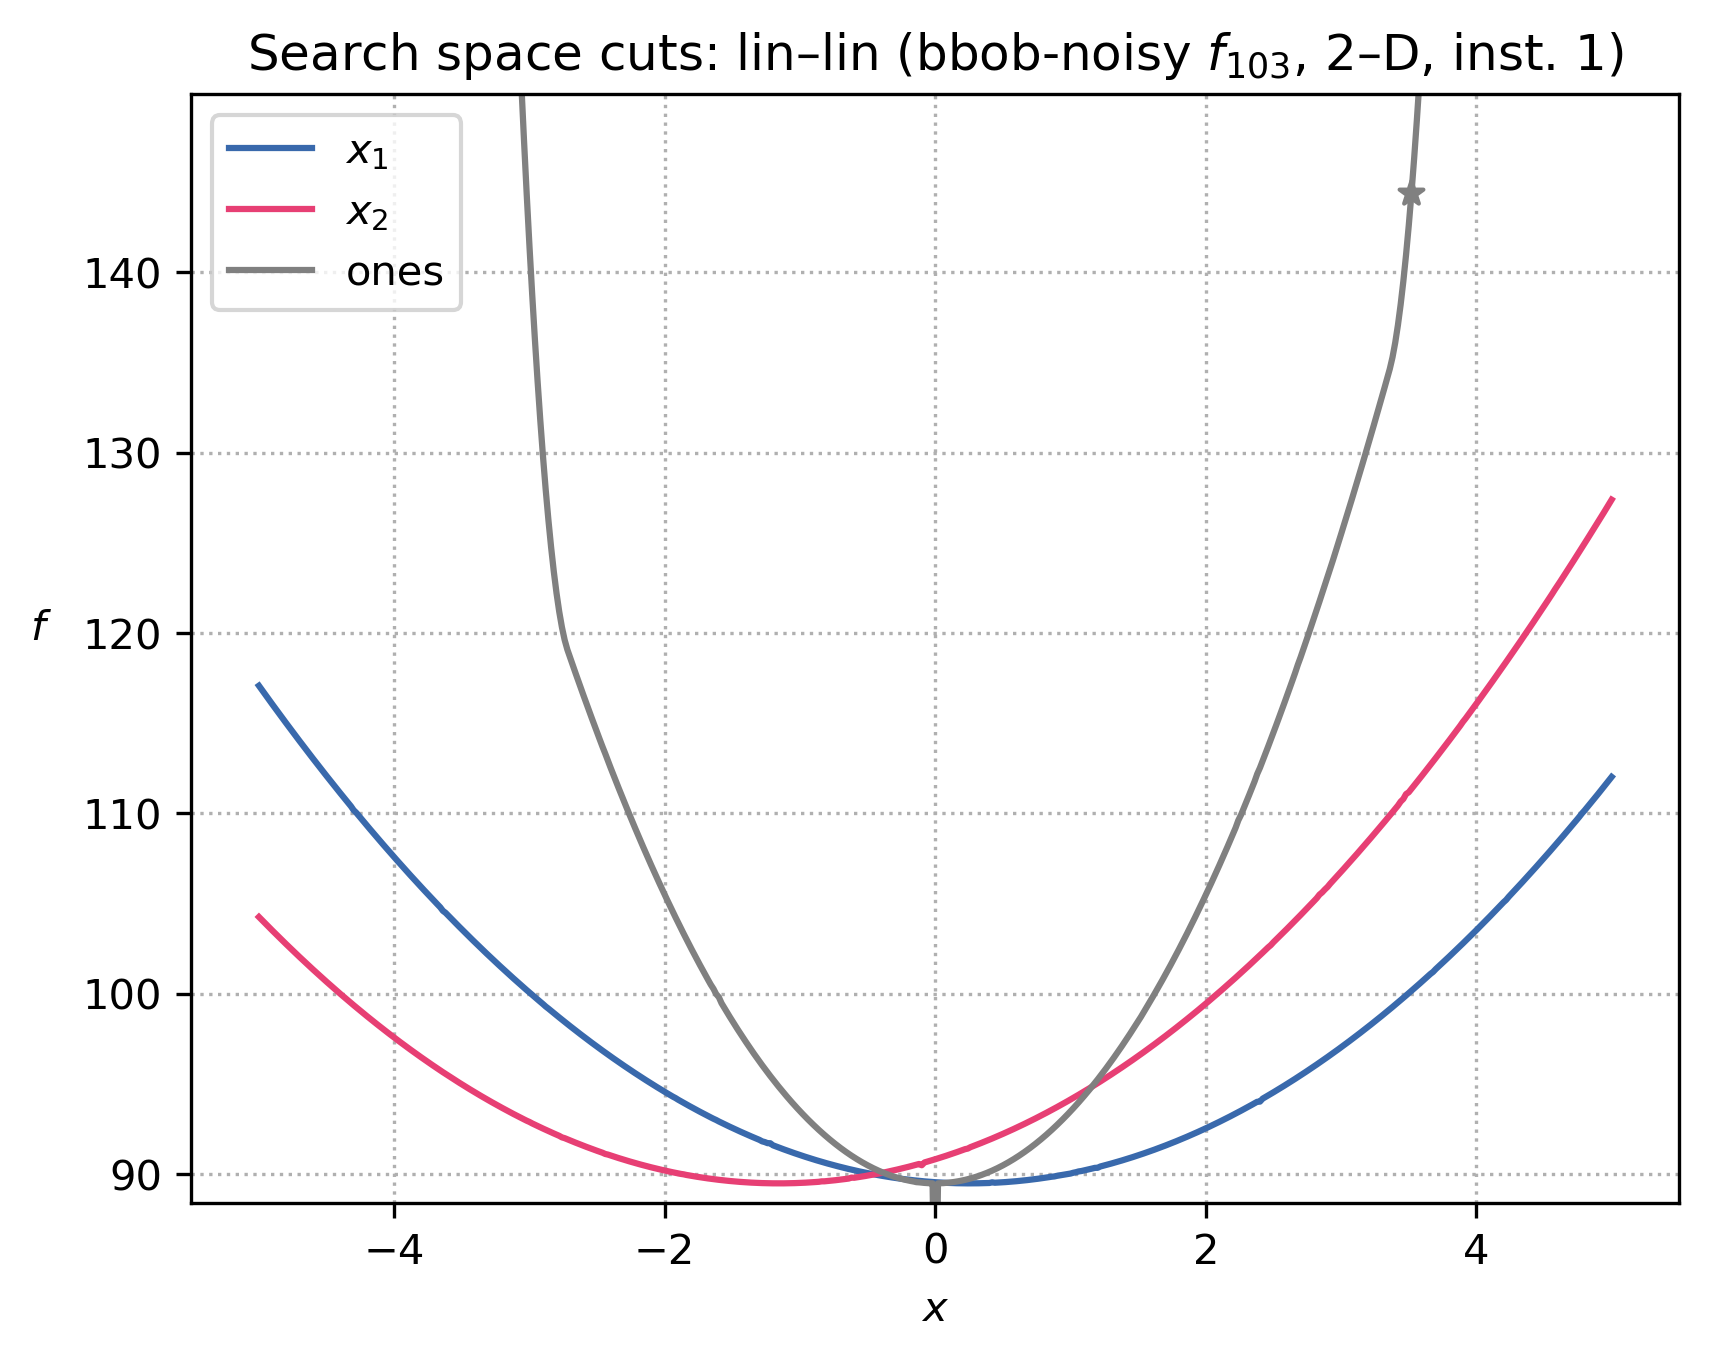 Search space cuts: lin–lin (bbob-noisy f₁₀₃, 2–D, inst. 1)
x₁
x₂
ones
140
130
120
110
100
90
f
−4
−2
0
2
4
x